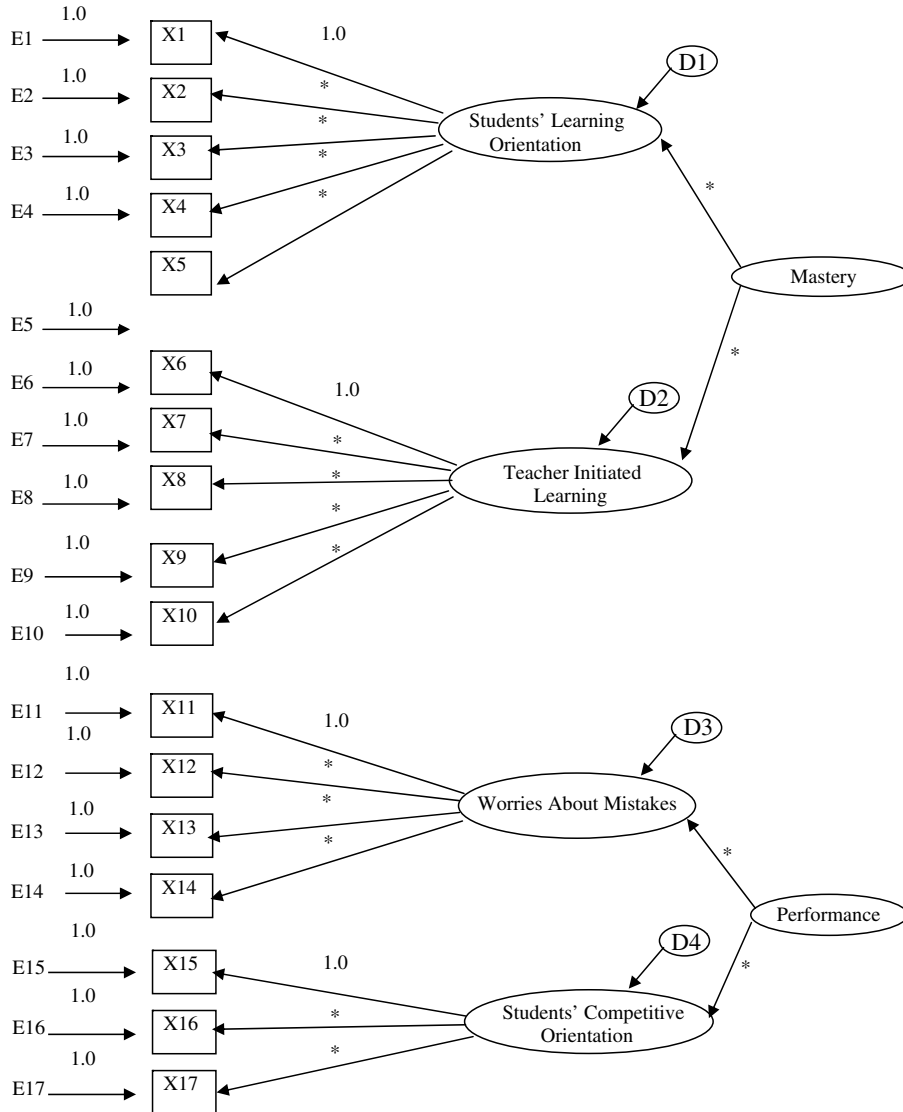 1.0
E1
X1
1.0
D1
1.0
E2
X2
*
Students’ Learning
Orientation
*
1.0
E3
X3
*
1.0
E4
X4
*
*
X5
Mastery
1.0
E5
X6
1.0
E6
1.0
*
D2
1.0
E7
X7
*
1.0
E8
X8
*
Teacher Initiated
Learning
*
1.0
E9
X9
*
1.0
E10
X10
1.0
E11
X11
1.0
D3
1.0
E12
X12
*
Worries About Mistakes
*
1.0
E13
X13
*
1.0
E14
X14
*
Performance
1.0
E15
X15
1.0
D4
*
1.0
E16
X16
*
Students’ Competitive
Orientation
*
1.0
E17
X17